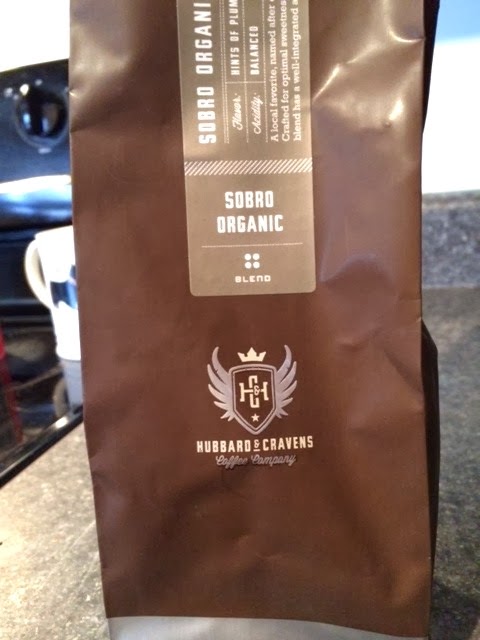 SOBRO ORGANIC
Flavor:
HINTS OF PLUM
Acidity:
BALANCED
A local favorite, named after
Crafted for optimal sweetness
blend has a well-integrated a
SOBRO
ORGANIC
BLEND
H&C
HUBBARD & CRAVENS
Coffee Company